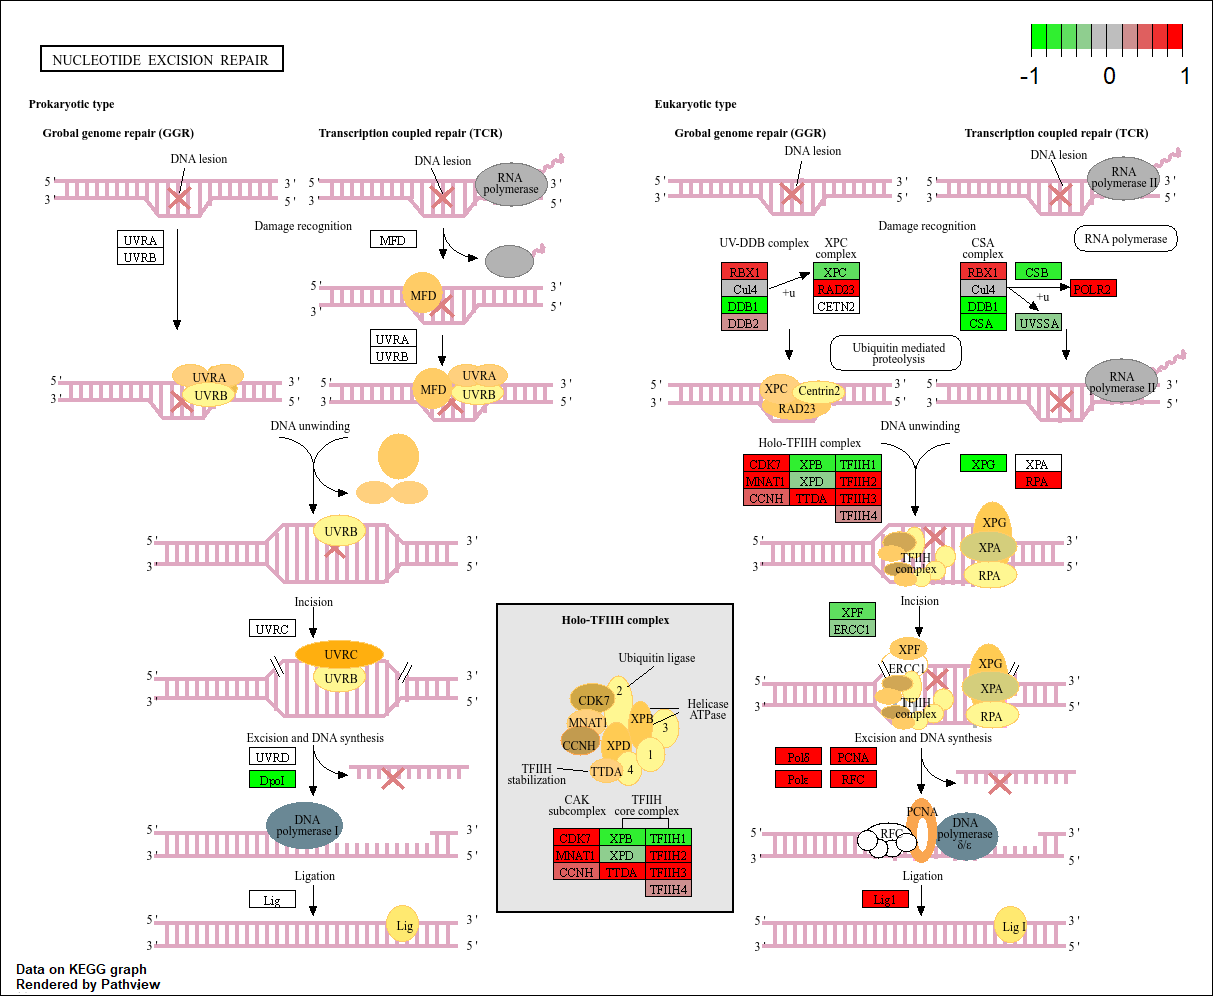 -1 0 1
NUCLEOTIDE EXCISION REPAIR
Prokaryotic type
Grobal genome repair (GGR)
Transcription coupled repair (TCR)
DNA lesion
5' 3'
3' 5'
DNA lesion
RNA
polymerase
5' 3'
3' 5'
Damage recognition
UVRA
UVRB
MFD
5' 3'
MFD
3' 5'
UVRA
UVRB
5' UVRA 3'
UVRB
3' 5'
5' UVRA 3'
MFD
UVRB
3' 5'
DNA unwinding
UVRB
5' 3'
3' 5'
Incision
UVRC
UVRC
UVRB
5' 3'
3' 5'
Excision and DNA synthesis
UVRD
DpoI
DNA
polymerase I
5' 3'
3' 5'
Ligation
Lig
5' 3'
Lig
3' 5'
Eukaryotic type
Grobal genome repair (GGR)
Transcription coupled repair (TCR)
DNA lesion
5' 3'
3' 5'
DNA lesion
RNA
polymerase II
5' 3'
3' 5'
Damage recognition
RNA polymerase
UV-DDB complex
RBX1
Cul4
DDB1
DDB2
+u
XPC
complex
XPC
RAD23
CETN2
CSA
complex
RBX1
Cul4
DDB1
CSA
CSB
+u
POLR2
UVSSA
Ubiquitin mediated
proteolysis
5' 3'
XPC
Centrin2
RAD23
3' 5'
RNA
polymerase II
5' 3'
3' 5'
DNA unwinding
Holo-TFIIH complex
CDK7 XPB TFIIH1
MNAT1 XPD TFIIH2
CCNH TTDA TFIIH3
TFIIH4
XPG
XPA
RPA
XPG
5' XPA 3'
TFIIH
complex
3' RPA 5'
Incision
XPF
ERCC1
XPF
ERCC1
XPG
5' XPA 3'
TFIIH
complex
3' RPA 5'
Excision and DNA synthesis
Polδ PCNA
Polε RFC
PCNA
RFC
DNA
polymerase
δ/ε
5' 3'
3' 5'
Ligation
Lig1
5' 3'
Lig I
3' 5'
Holo-TFIIH complex
Ubiquitin ligase
2
CDK7
Helicase
ATPase
MNAT1 XPB
3
CCNH XPD
1
TFIIH
stabilization
TTDA 4
CAK
subcomplex
TFIIH
core complex
CDK7 XPB TFIIH1
MNAT1 XPD TFIIH2
CCNH TTDA TFIIH3
TFIIH4
Data on KEGG graph
Rendered by Pathview